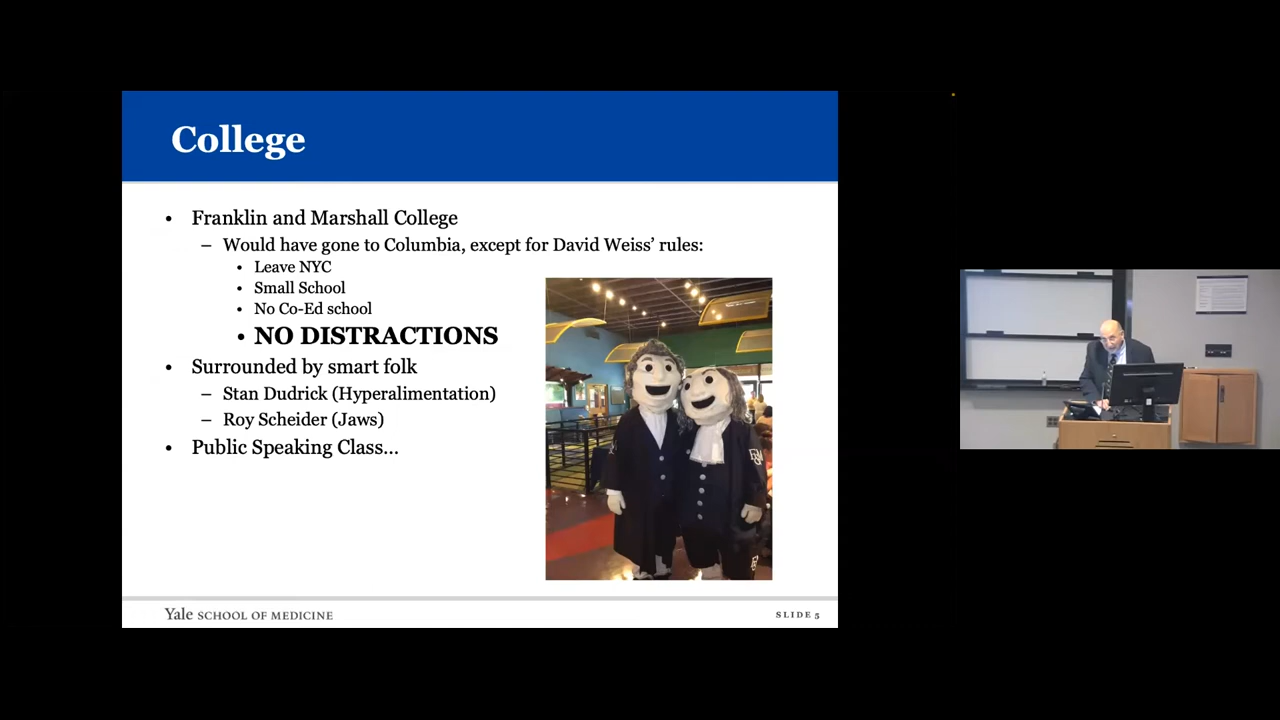 College
• Franklin and Marshall College
– Would have gone to Columbia, except for David Weiss’ rules:
• Leave NYC
• Small School
• No Co-Ed school
• NO DISTRACTIONS
• Surrounded by smart folk
– Stan Dudrick (Hyperalimentation)
– Roy Scheider (Jaws)
• Public Speaking Class...
Yale SCHOOL OF MEDICINE
SLIDE 5